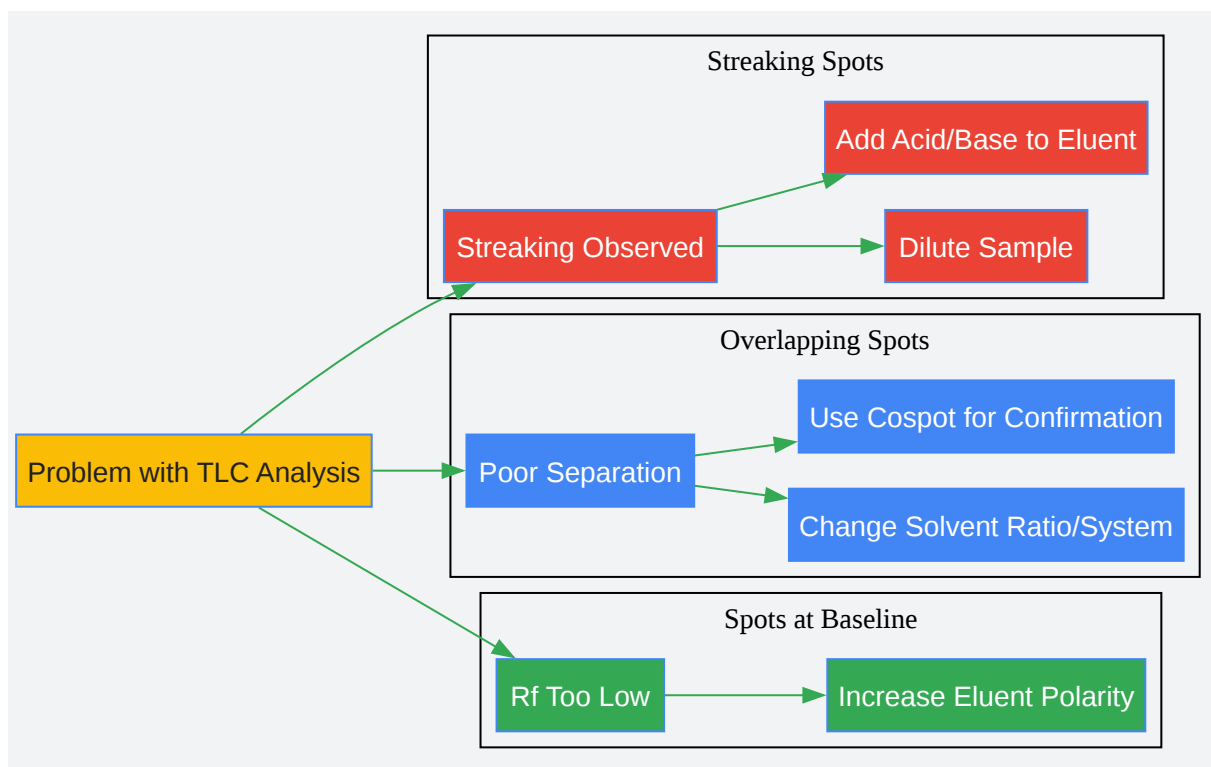 Streaking Spots
Add Acid/Base to Eluent
Streaking Observed
Dilute Sample
Overlapping Spots
Use Cospot for Confirmation
Problem with TLC Analysis
Poor Separation
Change Solvent Ratio/System
Spots at Baseline
Rf Too Low
Increase Eluent Polarity